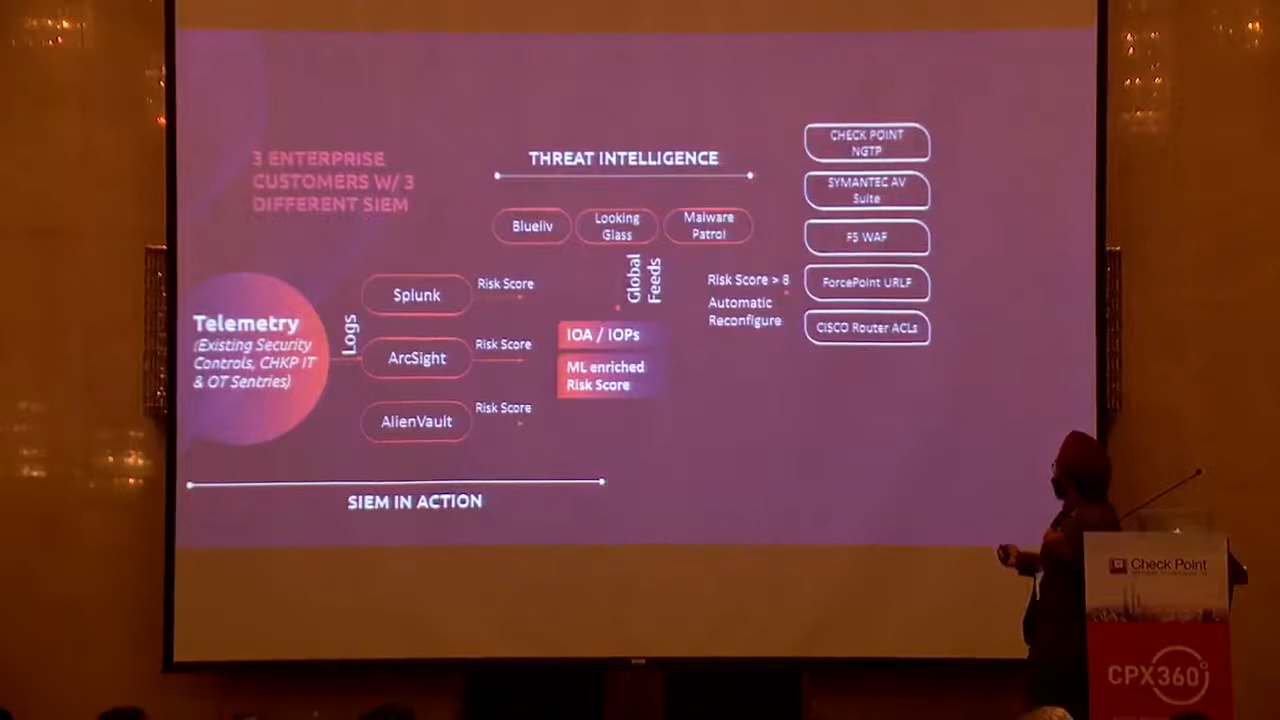 3 ENTERPRISE
CUSTOMERS W/ 3
DIFFERENT SIEM
THREAT INTELLIGENCE
Blueliv
Looking
Glass
Malware
Patrol
CHECK POINT
NGTP
SYMANTEC AV
Suite
F5 WAF
ForcePoint URLF
CISCO Router ACLs
Global
Feeds
Risk Score > 8
Automatic
Reconfigure
Telemetry
(Existing Security
Controls, CHKP IT
& OT Sentries)
Logs
Splunk
Risk Score
ArcSight
Risk Score
AlienVault
Risk Score
IOA / IOPs
ML enriched
Risk Score
SIEM IN ACTION
Check Point
CPX360°